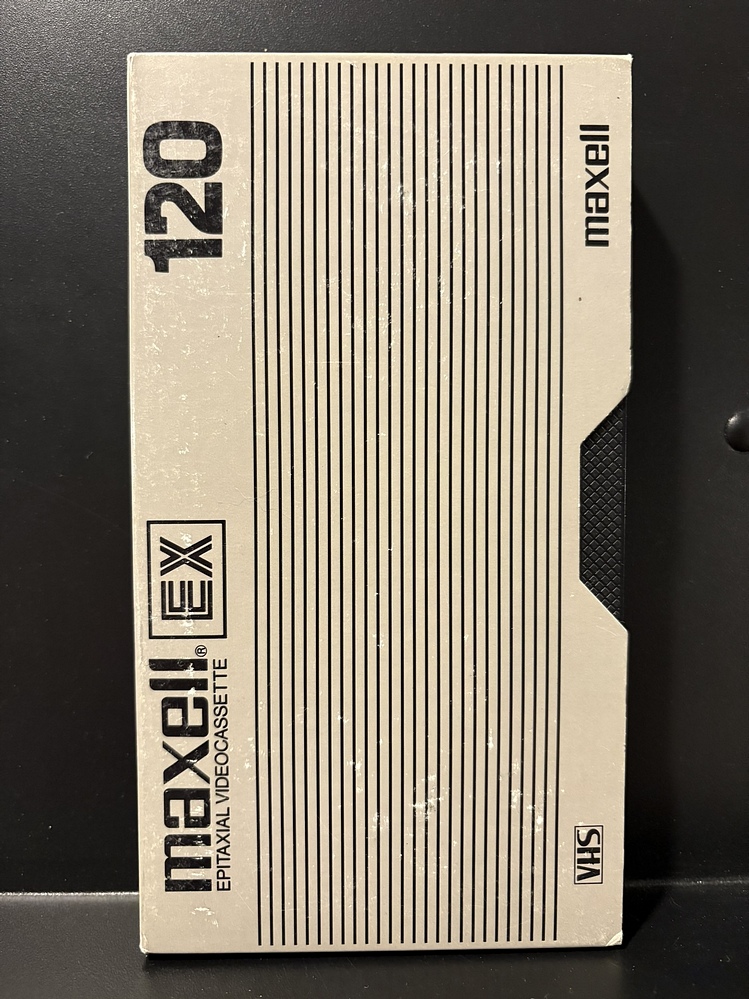 maxell® EX 120
EPITAXIAL VIDEOCASSETTE
VHS
maxell